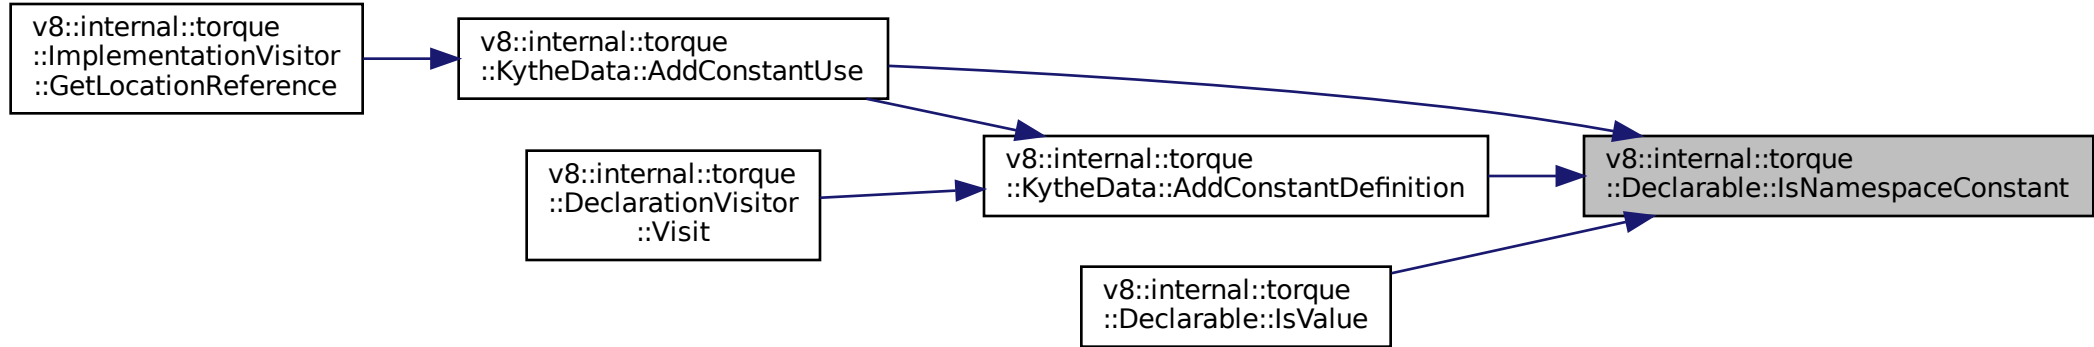 v8::internal::torque
::ImplementationVisitor
::GetLocationReference
v8::internal::torque
::KytheData::AddConstantUse
v8::internal::torque
::DeclarationVisitor
::Visit
v8::internal::torque
::KytheData::AddConstantDefinition
v8::internal::torque
::Declarable::IsValue
v8::internal::torque
::Declarable::IsNamespaceConstant